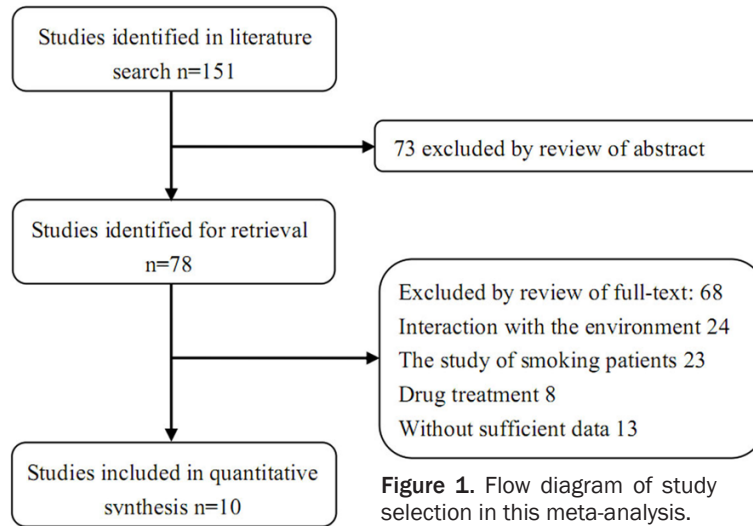 Studies identified in literature
search n=151
73 excluded by review of abstract
Studies identified for retrieval
n=78
Excluded by review of full-text: 68
Interaction with the environment 24
The study of smoking patients 23
Drug treatment 8
Without sufficient data 13
Studies included in quantitative
synthesis n=10
Figure 1. Flow diagram of study
selection in this meta-analysis.